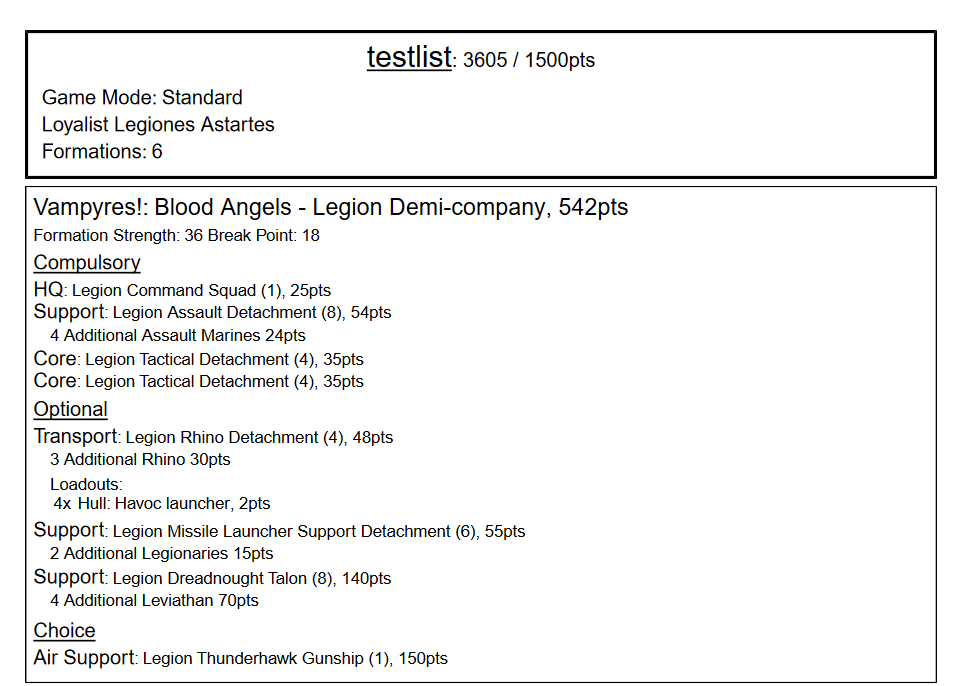 testlist: 3605 / 1500pts
Game Mode: Standard
Loyalist Legiones Astartes
Formations: 6
Vampyres!: Blood Angels - Legion Demi-company, 542pts
Formation Strength: 36 Break Point: 18
Compulsory
HQ: Legion Command Squad (1), 25pts
Support: Legion Assault Detachment (8), 54pts
4 Additional Assault Marines 24pts
Core: Legion Tactical Detachment (4), 35pts
Core: Legion Tactical Detachment (4), 35pts
Optional
Transport: Legion Rhino Detachment (4), 48pts
3 Additional Rhino 30pts
Loadouts:
4x Hull: Havoc launcher, 2pts
Support: Legion Missile Launcher Support Detachment (6), 55pts
2 Additional Legionaries 15pts
Support: Legion Dreadnought Talon (8), 140pts
4 Additional Leviathan 70pts
Choice
Air Support: Legion Thunderhawk Gunship (1), 150pts